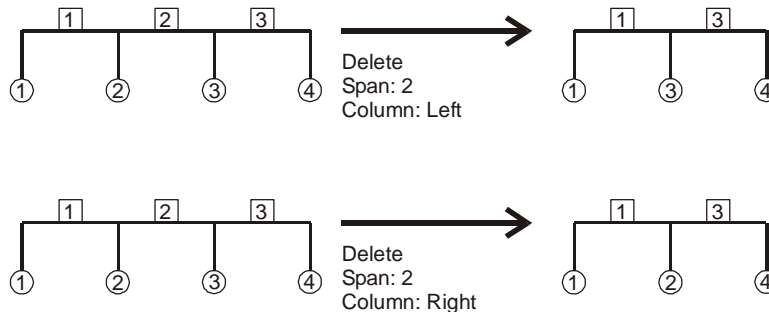 1 2 3
1 3
1 2 3 4
Delete
Span: 2
Column: Left
1 3 4
1 2 3
1 3
1 2 3 4
Delete
Span: 2
Column: Right
1 2 4